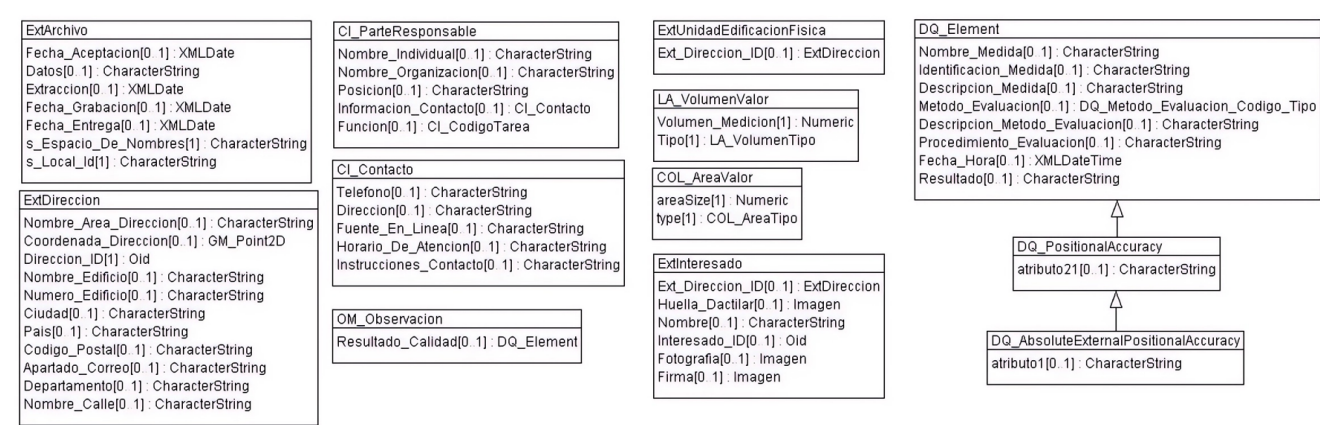 ExtArchivo
Fecha_Aceptacion[0..1] : XMLDate
Datos[0..1] : CharacterString
Extraccion[0..1] : XMLDate
Fecha_Grabacion[0..1] : XMLDate
Fecha_Entrega[0..1] : XMLDate
s_Espacio_De_Nombres[1] : CharacterString
s_Local_Id[1] : CharacterString
ExtDireccion
Nombre_Area_Direccion[0..1] : CharacterString
Coordenada_Direccion[0..1] : GM_Point2D
Direccion_ID[1] : Oid
Nombre_Edificio[0..1] : CharacterString
Numero_Edificio[0..1] : CharacterString
Ciudad[0..1] : CharacterString
Pais[0..1] : CharacterString
Codigo_Postal[0..1] : CharacterString
Apartado_Correo[0..1] : CharacterString
Departamento[0..1] : CharacterString
Nombre_Calle[0..1] : CharacterString
CI_ParteResponsable
Nombre_Individual[0..1] : CharacterString
Nombre_Organizacion[0..1] : CharacterString
Posicion[0..1] : CharacterString
Informacion_Contacto[0..1] : CI_Contacto
Funcion[0..1] : CI_CodigoTarea
CI_Contacto
Telefono[0..1] : CharacterString
Direccion[0..1] : CharacterString
Fuente_En_Linea[0..1] : CharacterString
Horario_De_Atencion[0..1] : CharacterString
Instrucciones_Contacto[0..1] : CharacterString
OM_Observacion
Resultado_Calidad[0..1] : DQ_Element
ExtUnidadEdificacionFisica
Ext_Direccion_ID[0..1] : ExtDireccion
LA_VolumenValor
Volumen_Medicion[1] : Numeric
Tipo[1] : LA_VolumenTipo
COL_AreaValor
areaSize[1] : Numeric
type[1] : COL_AreaTipo
ExtInteresado
Ext_Direccion_ID[0..1] : ExtDireccion
Huella_Dactilar[0..1] : Imagen
Nombre[0..1] : CharacterString
Interesado_ID[0..1] : Oid
Fotografia[0..1] : Imagen
Firma[0..1] : Imagen
DQ_Element
Nombre_Medida[0..1] : CharacterString
Identificacion_Medida[0..1] : CharacterString
Descripcion_Medida[0..1] : CharacterString
Metodo_Evaluacion[0..1] : DQ_Metodo_Evaluacion_Codigo_Tipo
Descripcion_Metodo_Evaluacion[0..1] : CharacterString
Procedimiento_Evaluacion[0..1] : CharacterString
Fecha_Hora[0..1] : XMLDateTime
Resultado[0..1] : CharacterString
DQ_PositionalAccuracy
atributo21[0..1] : CharacterString
DQ_AbsoluteExternalPositionalAccuracy
atributo1[0..1] : CharacterString